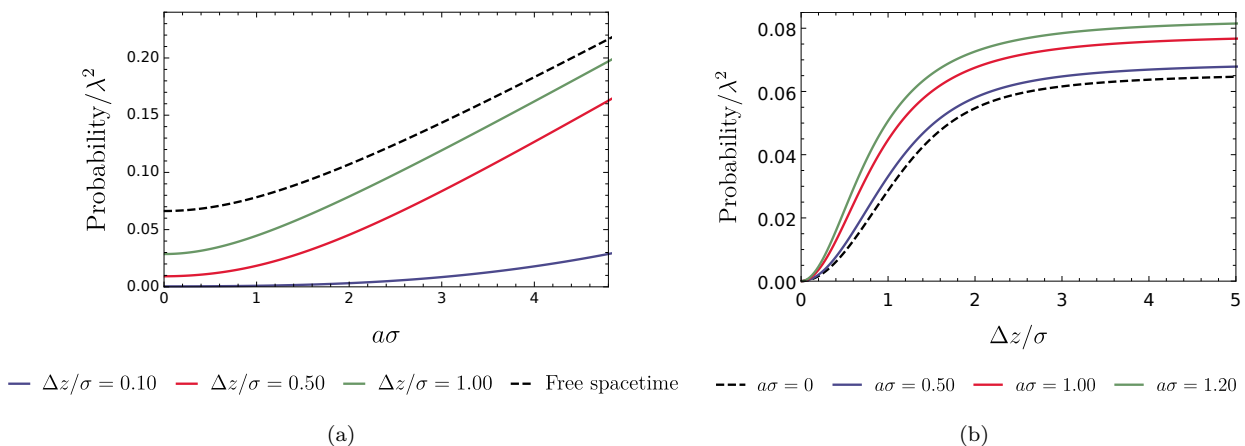 Probability/λ²
0.20
0.15
0.10
0.05
0.00
0 1 2 3 4
aσ
Δz/σ = 0.10 Δz/σ = 0.50 Δz/σ = 1.00 Free spacetime
(a)
Probability/λ²
0.08
0.06
0.04
0.02
0.00
0 1 2 3 4 5
Δz/σ
aσ = 0 aσ = 0.50 aσ = 1.00 aσ = 1.20
(b)